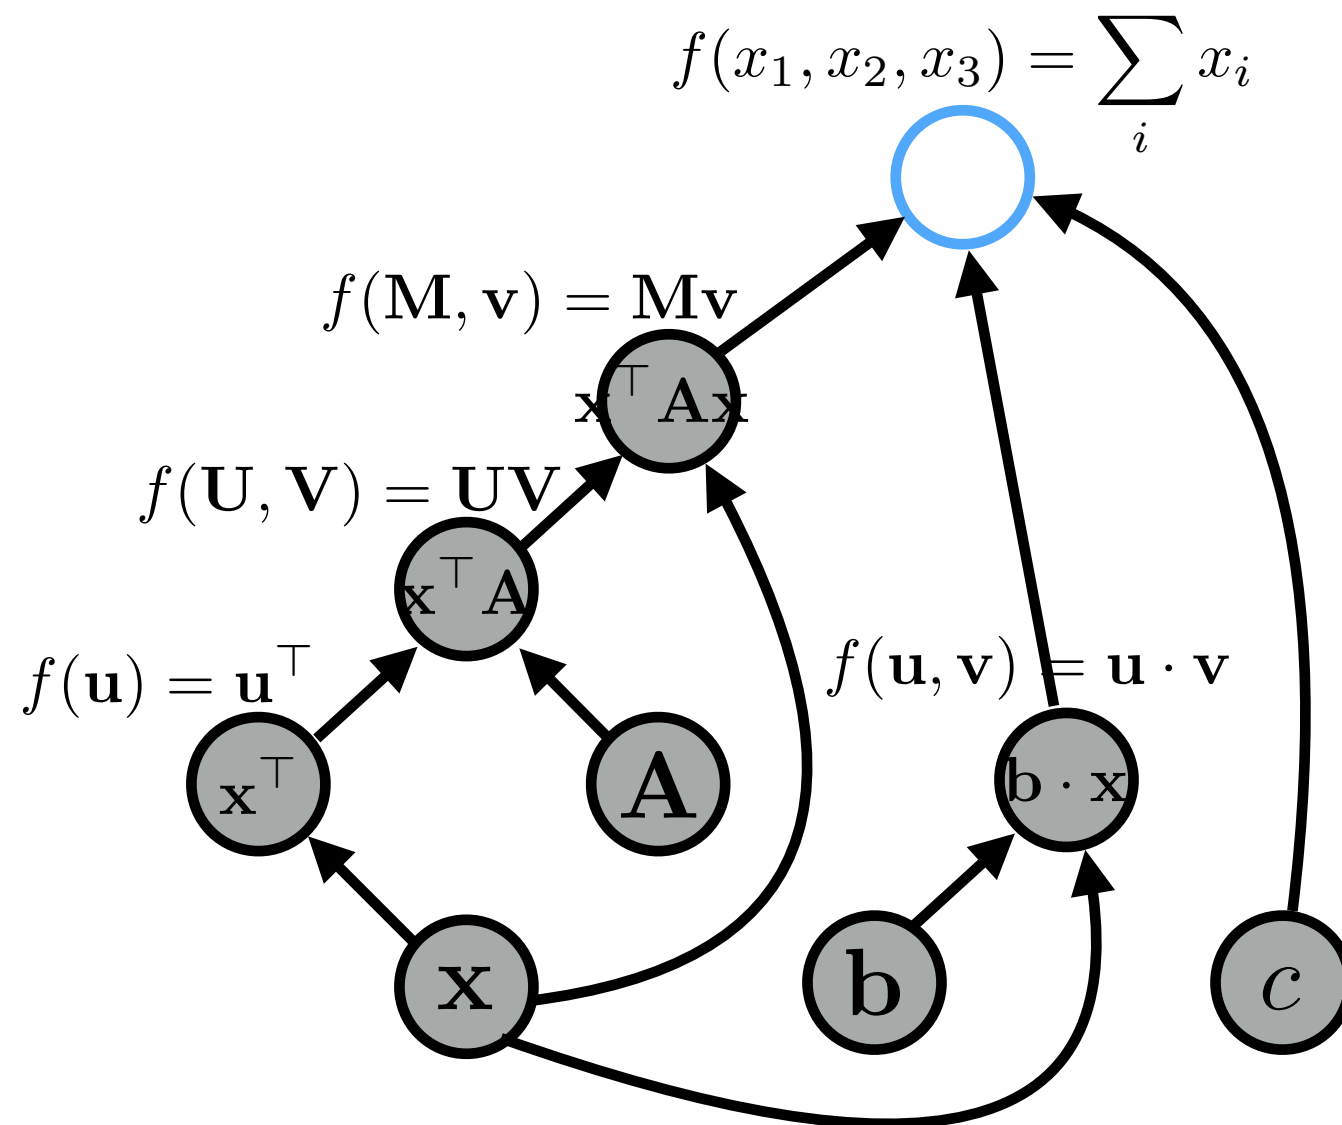 f(x₁, x₂, x₃) = ∑ᵢ xᵢ
f(𝐌, 𝐯) = 𝐌𝐯
𝐱⊤𝐀𝐱
f(𝐔, 𝐕) = 𝐔𝐕
𝐱⊤𝐀
f(𝐮) = 𝐮⊤
f(𝐮, 𝐯) = 𝐮 · 𝐯
𝐱⊤
𝐀
𝐛 · 𝐱
𝐱
𝐛
c